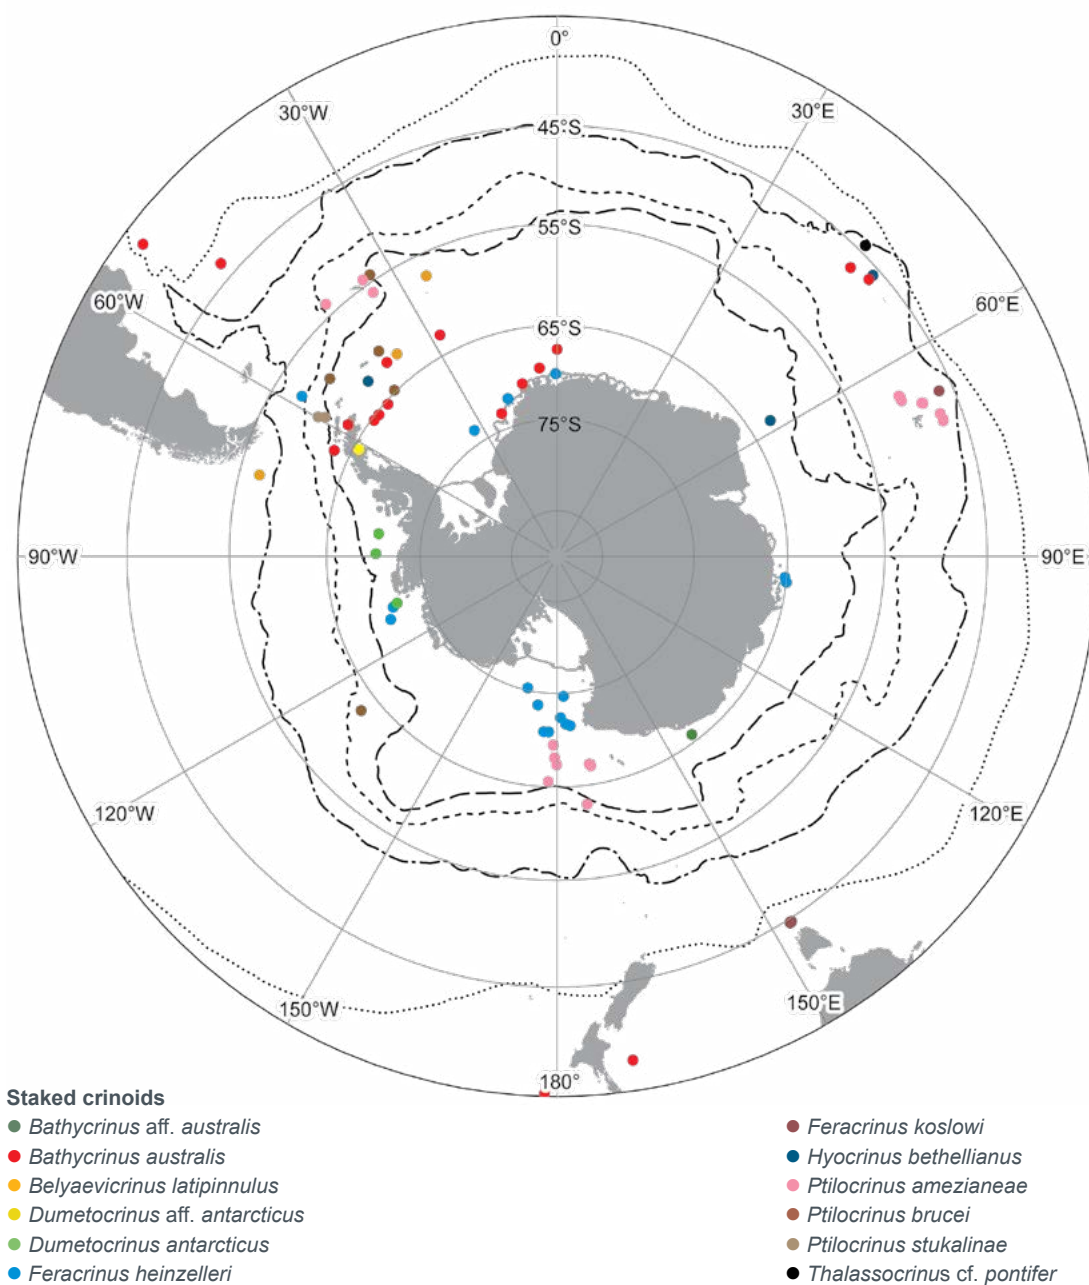 0°
30°W
30°E
45°S
55°S
60°W
60°E
65°S
75°S
90°W
90°E
120°W
120°E
150°W
150°E
180°
Staked crinoids
Bathycrinus aff. australis
Bathycrinus australis
Belyaevicrinus latipinnulus
Dumetocrinus aff. antarcticus
Dumetocrinus antarcticus
Feracrinus heinzelleri
Feracrinus koslowi
Hyocrinus bethellianus
Ptilocrinus amezianeae
Ptilocrinus brucei
Ptilocrinus stukalinae
Thalassocrinus cf. pontifer